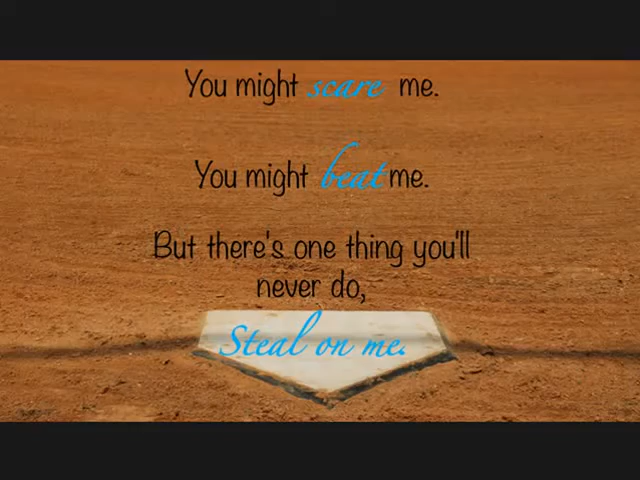 You might scare me.
You might beat me.
But there's one thing you'll
never do,
Steal on me.